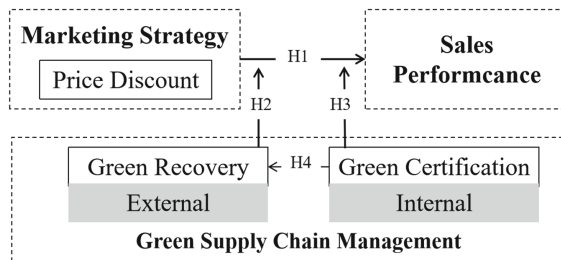 Marketing Strategy
Price Discount
H1
Sales
Performcance
H2
H3
Green Recovery
H4
Green Certification
External
Internal
Green Supply Chain Management